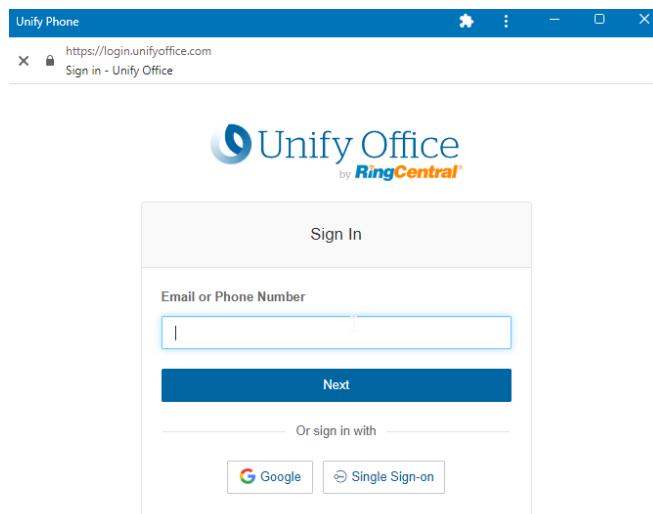 Unify Phone
https://login.unifyoffice.com
Sign in - Unify Office
Unify Office
by RingCentral®
Sign In
Email or Phone Number
Next
Or sign in with
Google
Single Sign-on